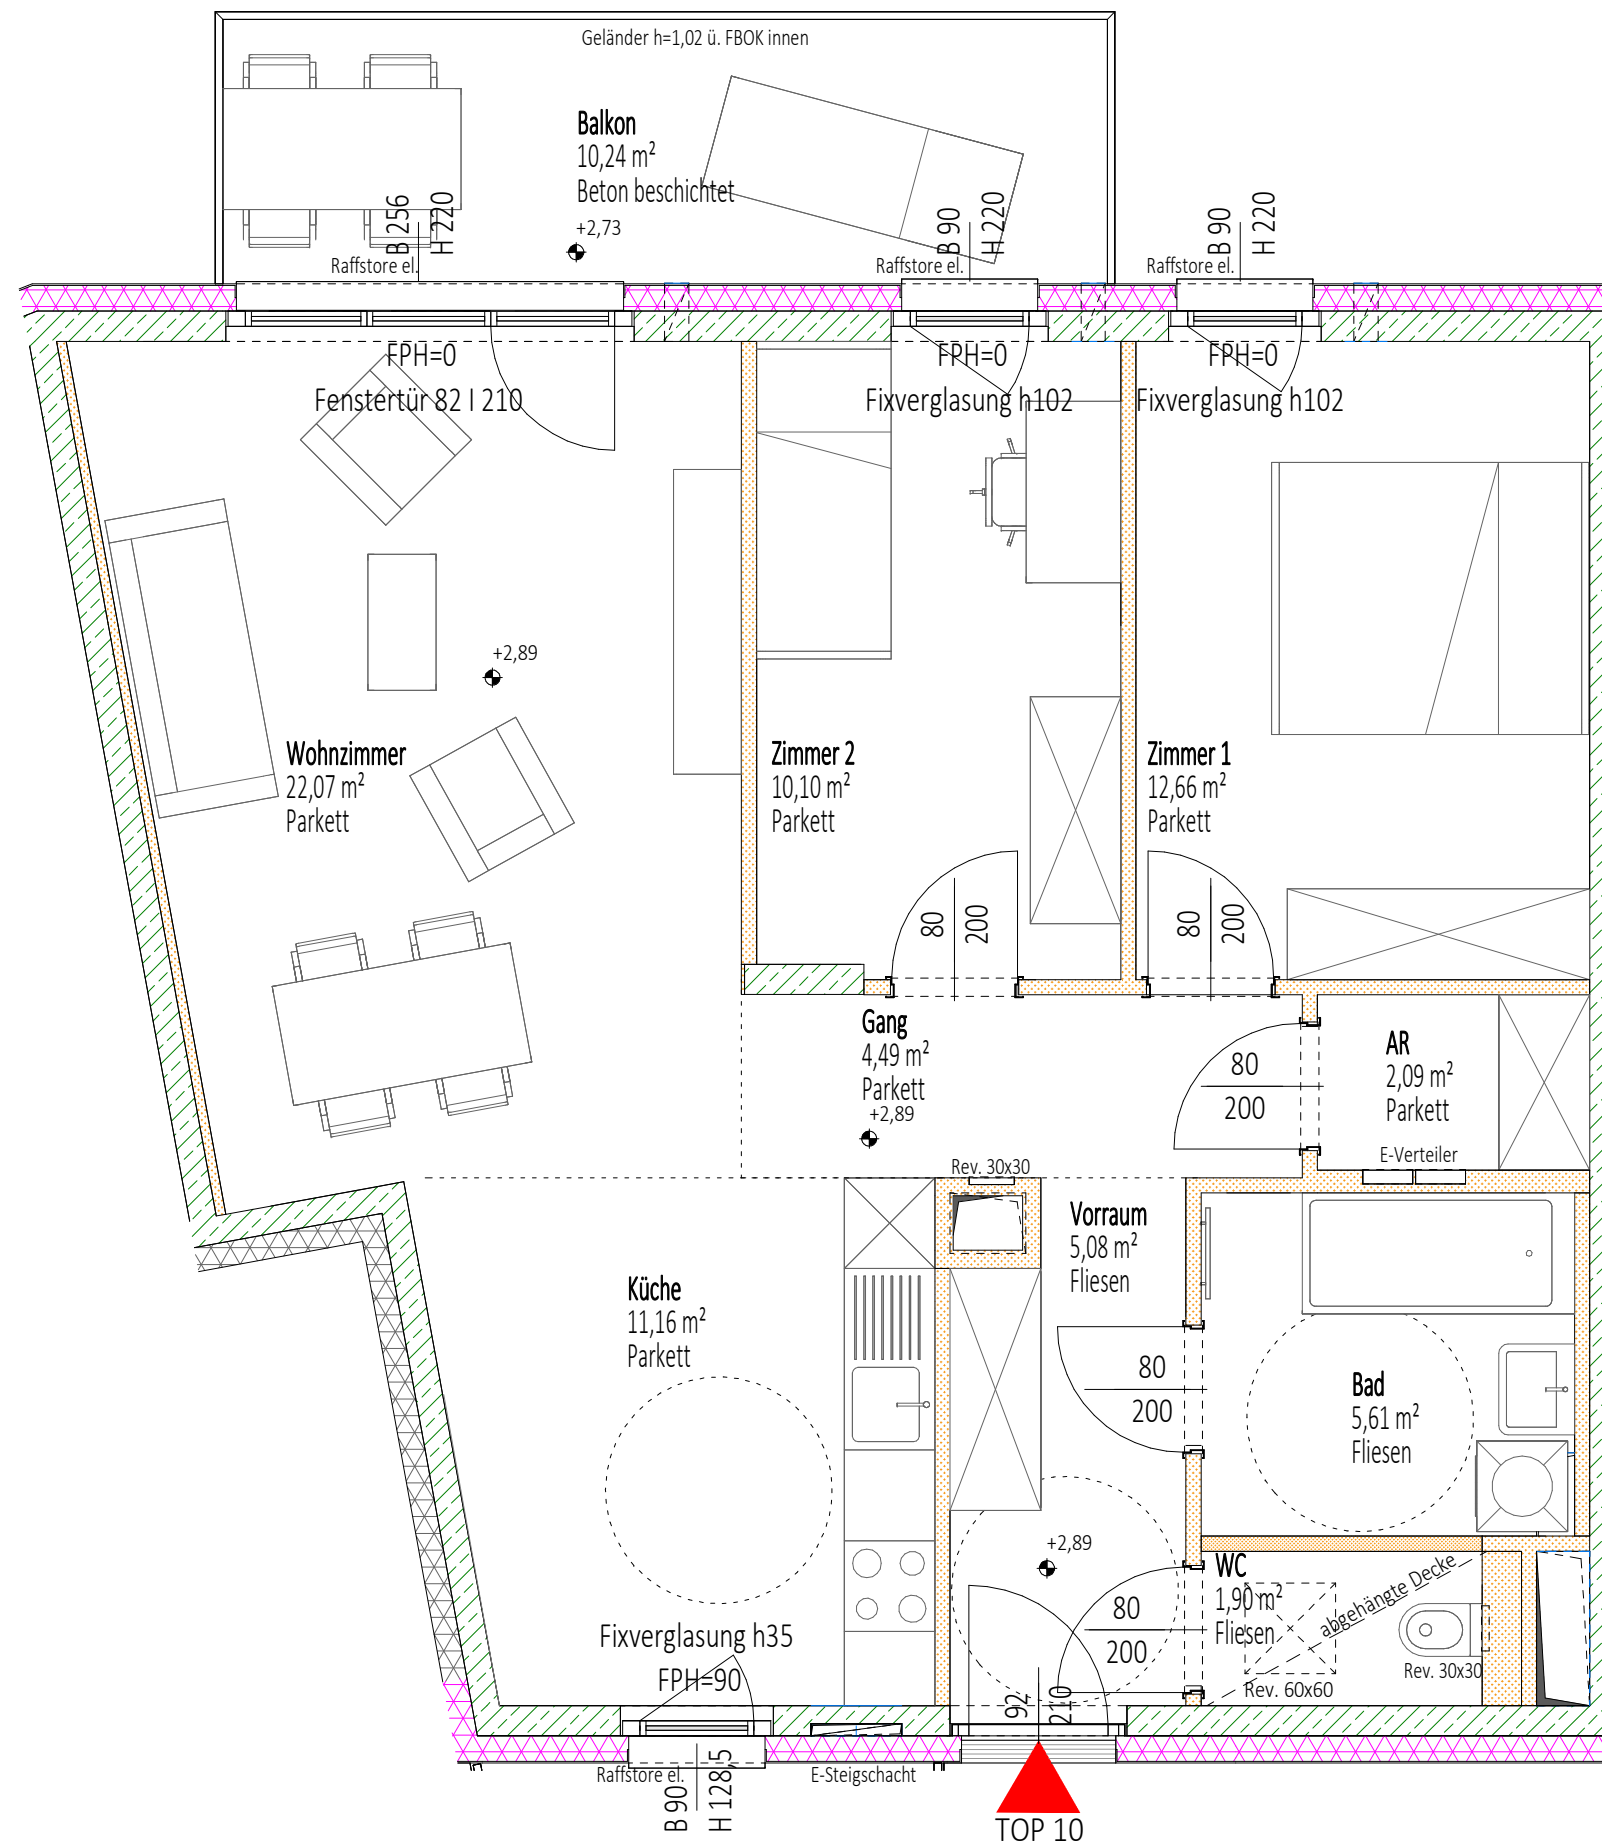 Geländer h=1,02 ü. FBOK innen
Balkon
10,24 m²
Beton beschichtet
+2,73
Raffstore el.
B 256
H 220
Raffstore el.
B 90
H 220
Raffstore el.
B 90
H 220
FPH=0
Fenstertür 82 I 210
FPH=0
Fixverglasung h102
FPH=0
Fixverglasung h102
+2,89
Wohnzimmer
22,07 m²
Parkett
Zimmer 2
10,10 m²
Parkett
Zimmer 1
12,66 m²
Parkett
80
200
80
200
Gang
4,49 m²
Parkett
+2,89
80
200
AR
2,09 m²
Parkett
E-Verteiler
Rev. 30x30
Vorraum
5,08 m²
Fliesen
Küche
11,16 m²
Parkett
80
200
Bad
5,61 m²
Fliesen
+2,89
80
200
WC
1,90 m²
Fliesen
abgehängte Decke
Rev. 60x60
Rev. 30x30
Fixverglasung h35
FPH=90
92
210
Raffstore el.
B 90
H 128,5
E-Steigschacht
TOP 10